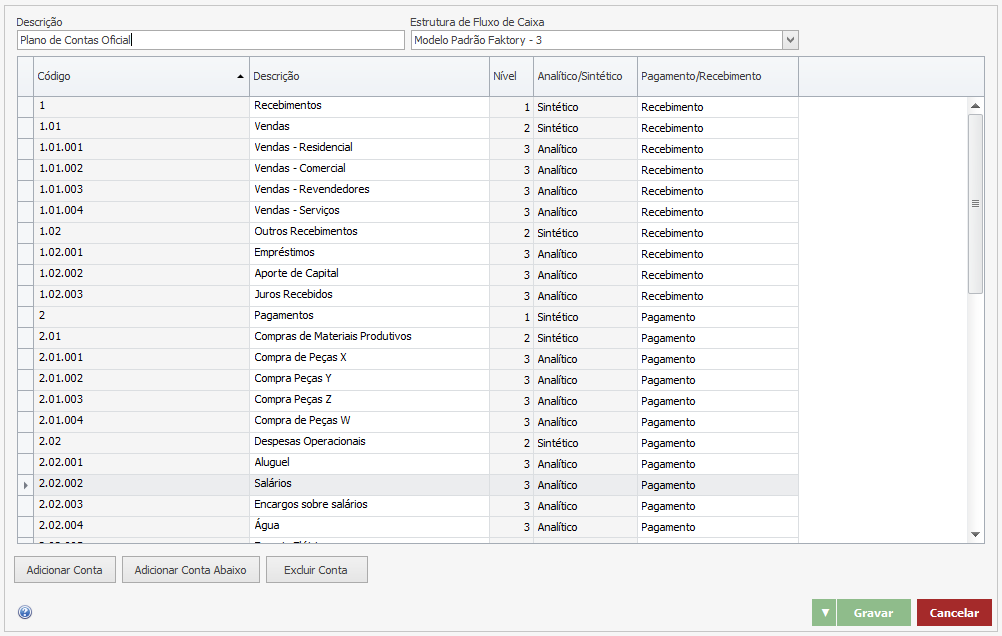 Descrição Estrutura de Fluxo de Caixa
Plano de Contas Oficial Modelo Padrão Faktory - 3
Código Descrição Nível Analítico/Sintético Pagamento/Recebimento
1 Recebimentos 1 Sintético Recebimento
1.01 Vendas 2 Sintético Recebimento
1.01.001 Vendas - Residencial 3 Analítico Recebimento
1.01.002 Vendas - Comercial 3 Analítico Recebimento
1.01.003 Vendas - Revendedores 3 Analítico Recebimento
1.01.004 Vendas - Serviços 3 Analítico Recebimento
1.02 Outros Recebimentos 2 Sintético Recebimento
1.02.001 Empréstimos 3 Analítico Recebimento
1.02.002 Aporte de Capital 3 Analítico Recebimento
1.02.003 Juros Recebidos 3 Analítico Recebimento
2 Pagamentos 1 Sintético Pagamento
2.01 Compras de Materiais Produtivos 2 Sintético Pagamento
2.01.001 Compra de Peças X 3 Analítico Pagamento
2.01.002 Compra Peças Y 3 Analítico Pagamento
2.01.003 Compra Peças Z 3 Analítico Pagamento
2.01.004 Compra de Peças W 3 Analítico Pagamento
2.02 Despesas Operacionais 2 Sintético Pagamento
2.02.001 Aluguel 3 Analítico Pagamento
2.02.002 Salários 3 Analítico Pagamento
2.02.003 Encargos sobre salários 3 Analítico Pagamento
2.02.004 Água 3 Analítico Pagamento
Adicionar Conta Adicionar Conta Abaixo Excluir Conta
Gravar Cancelar